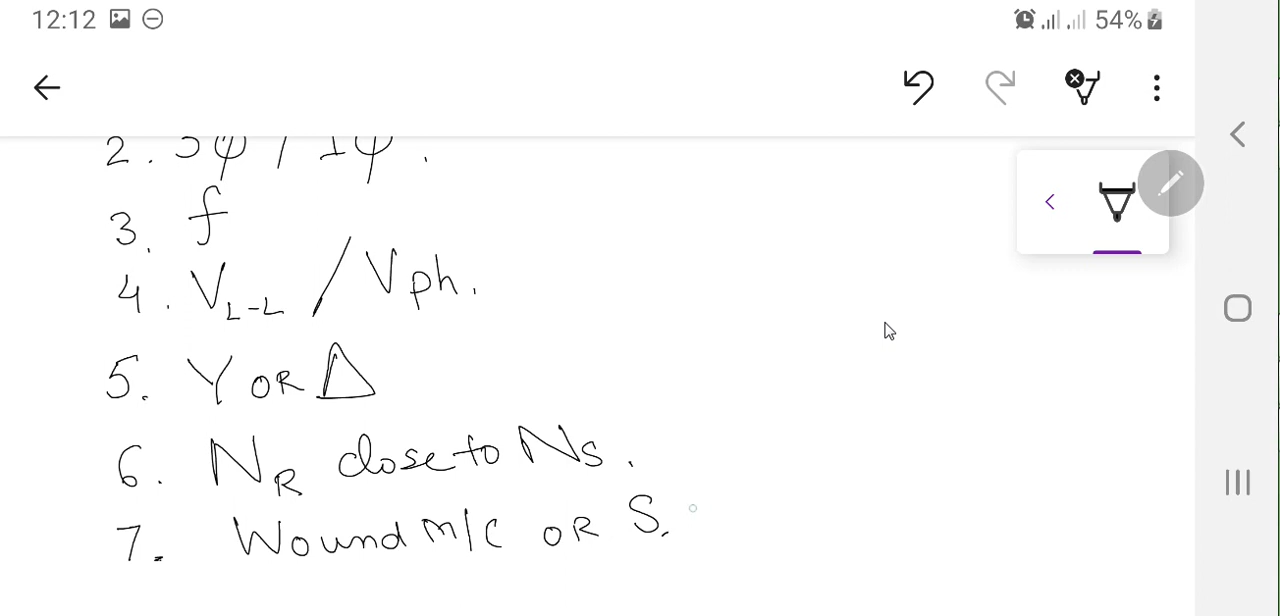 12:12 54%
2. 3φ / 1φ.
3. f
4. V L-L / Vph.
5. Y OR Δ
6. NR close to Ns.
7. Wound M/C OR S.